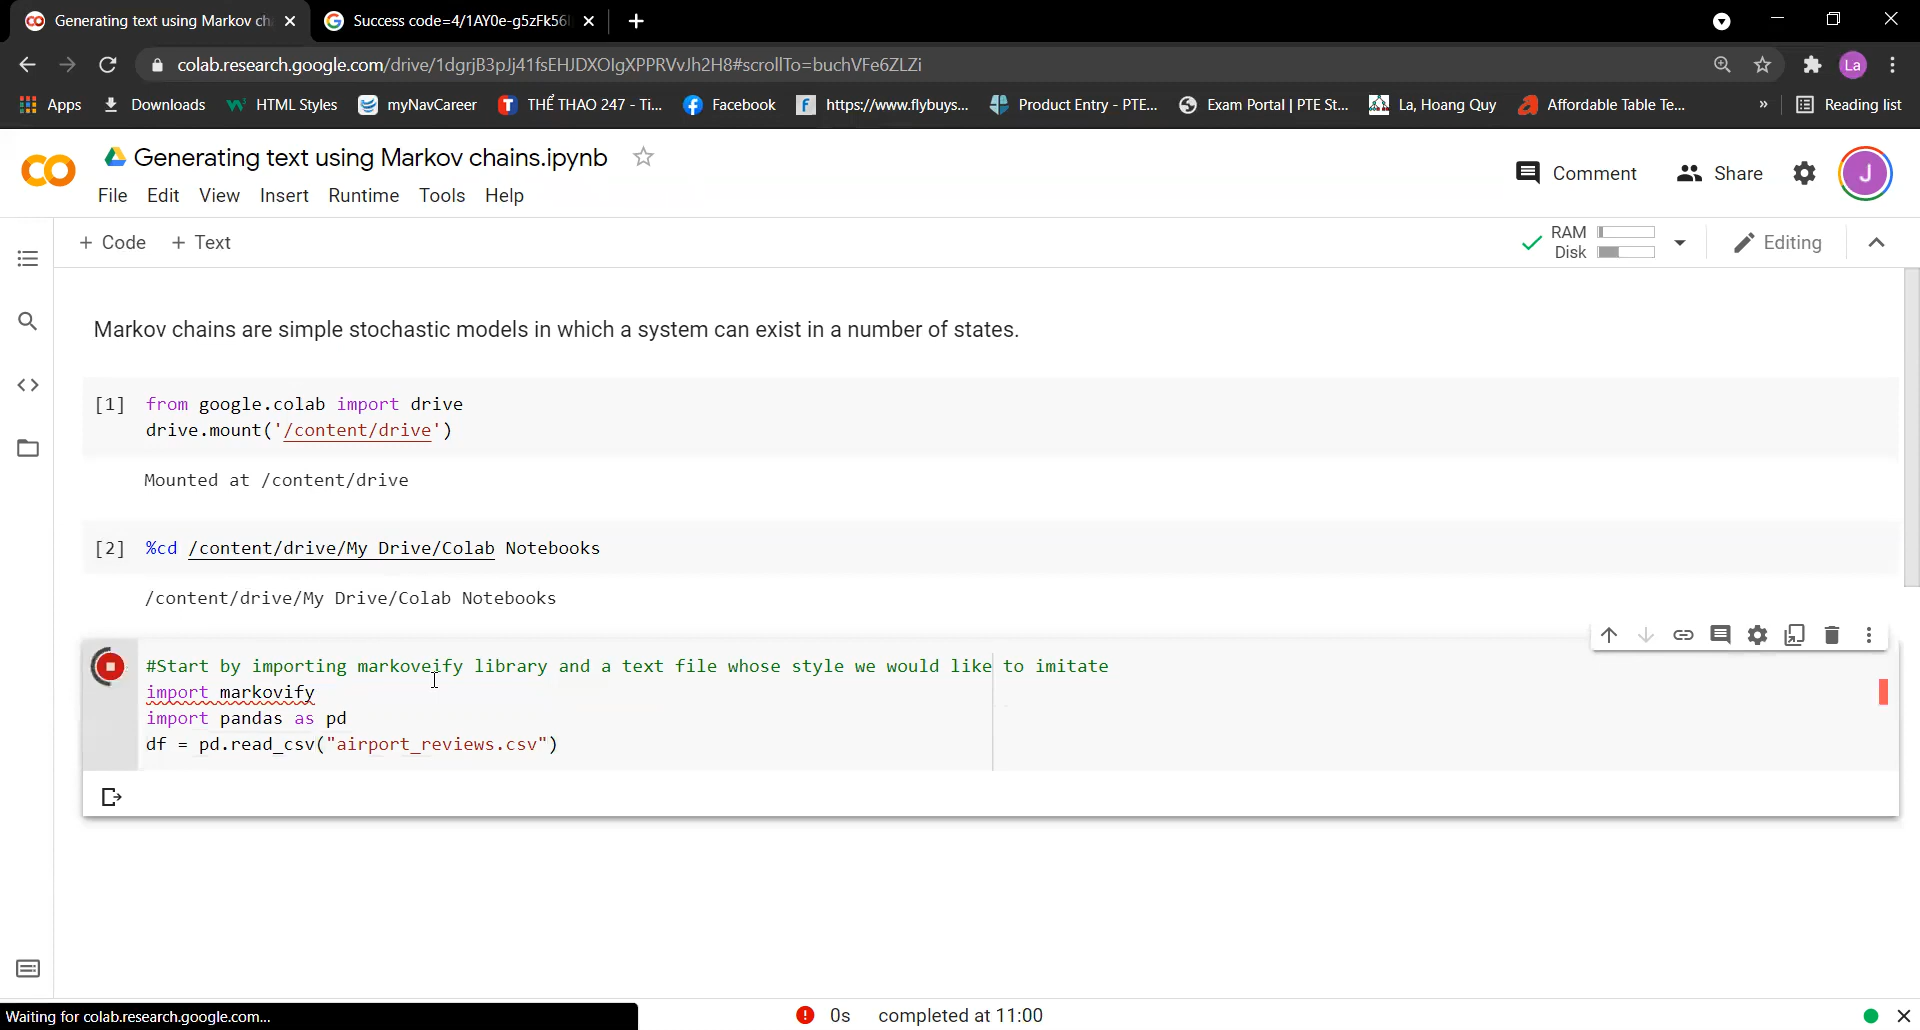 Generating text using Markov ch
Success code=4/1AY0e-g5zFk56
colab.research.google.com/drive/1dgrjB3pJj41fsEHJDXOIgXPPRVvJh2H8#scrollTo=buchVFe6ZLZi
La
Apps Downloads HTML Styles myNavCareer THỂ THAO 247 - Ti... Facebook https://www.flybuys... Product Entry - PTE... Exam Portal | PTE St... La, Hoang Quy Affordable Table Te... » Reading list
Generating text using Markov chains.ipynb
Comment Share J
File Edit View Insert Runtime Tools Help
+ Code + Text
RAM
Disk
Editing
Markov chains are simple stochastic models in which a system can exist in a number of states.
[1] from google.colab import drive
drive.mount('/content/drive')
Mounted at /content/drive
[2] %cd /content/drive/My Drive/Colab Notebooks
/content/drive/My Drive/Colab Notebooks
#Start by importing markoveify library and a text file whose style we would like to imitate
import markovify
import pandas as pd
df = pd.read_csv("airport_reviews.csv")
Waiting for colab.research.google.com...
0s completed at 11:00